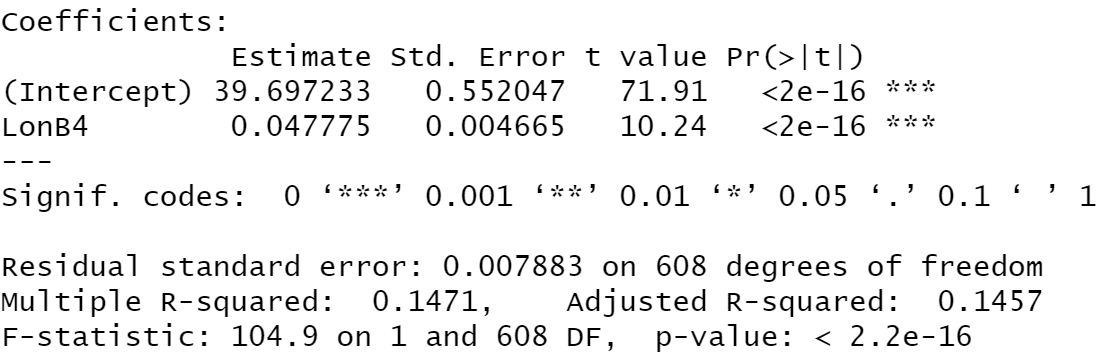 Coefficients:
             Estimate Std. Error t value Pr(>|t|)
(Intercept) 39.697233   0.552047   71.91   <2e-16 ***
LonB4        0.047775   0.004665   10.24   <2e-16 ***
---
Signif. codes:  0 ‘***’ 0.001 ‘**’ 0.01 ‘*’ 0.05 ‘.’ 0.1 ‘ ’ 1
Residual standard error: 0.007883 on 608 degrees of freedom
Multiple R-squared:  0.1471,    Adjusted R-squared:  0.1457
F-statistic: 104.9 on 1 and 608 DF,  p-value: < 2.2e-16